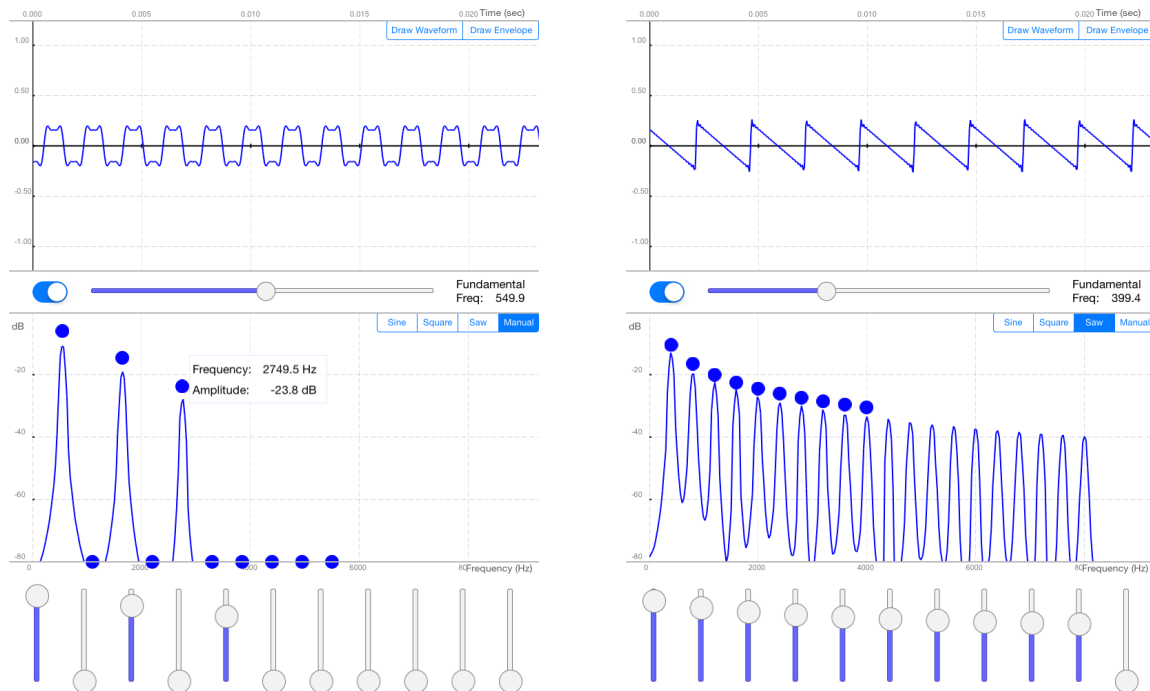 0.000 0.005 0.010 0.015 0.020 Time (sec)
Draw Waveform Draw Envelope
1.00
0.50
0.00
-0.50
-1.00
Fundamental
Freq: 549.9
dB
Sine Square Saw Manual
Frequency: 2749.5 Hz
Amplitude: -23.8 dB
-20
-40
-60
-80
0 2000 4000 6000 80 Frequency (Hz)
0.000 0.005 0.010 0.015 0.020 Time (sec)
Draw Waveform Draw Envelope
1.00
0.50
0.00
-0.50
-1.00
Fundamental
Freq: 399.4
dB
Sine Square Saw Manual
-20
-40
-60
-80
0 2000 4000 6000 80 Frequency (Hz)